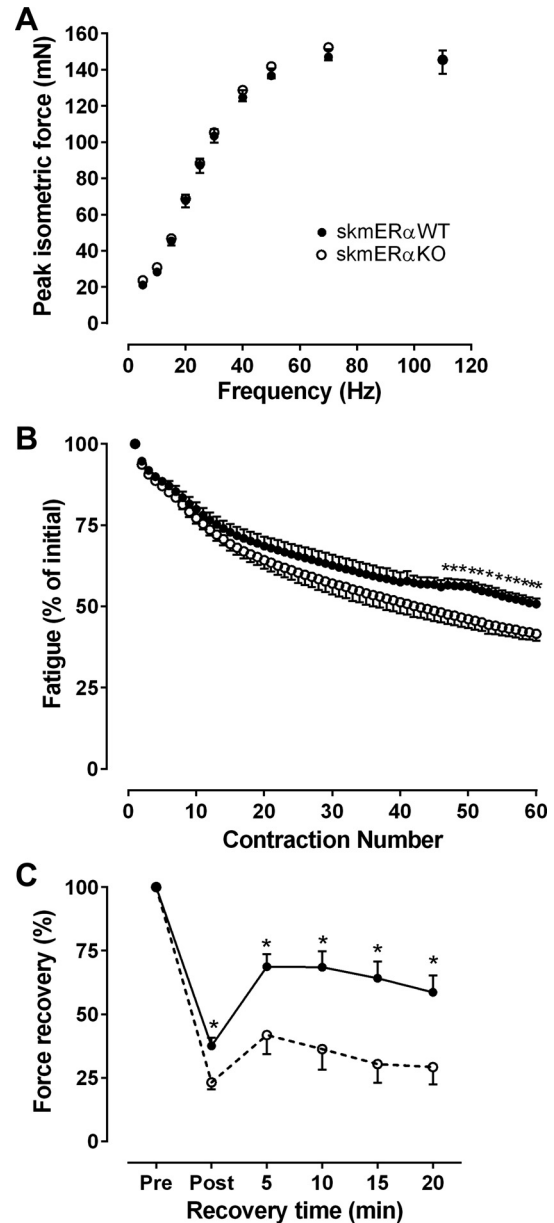 A
Peak isometric force (mN)
160
140
120
100
80
60
40
20
0
skmERαWT
skmERαKO
0 20 40 60 80 100 120
Frequency (Hz)
B
Fatigue (% of initial)
100
75
50
25
0
***************
0 10 20 30 40 50 60
Contraction Number
C
Force recovery (%)
100
75
50
25
0
* * * * *
Pre Post 5 10 15 20
Recovery time (min)